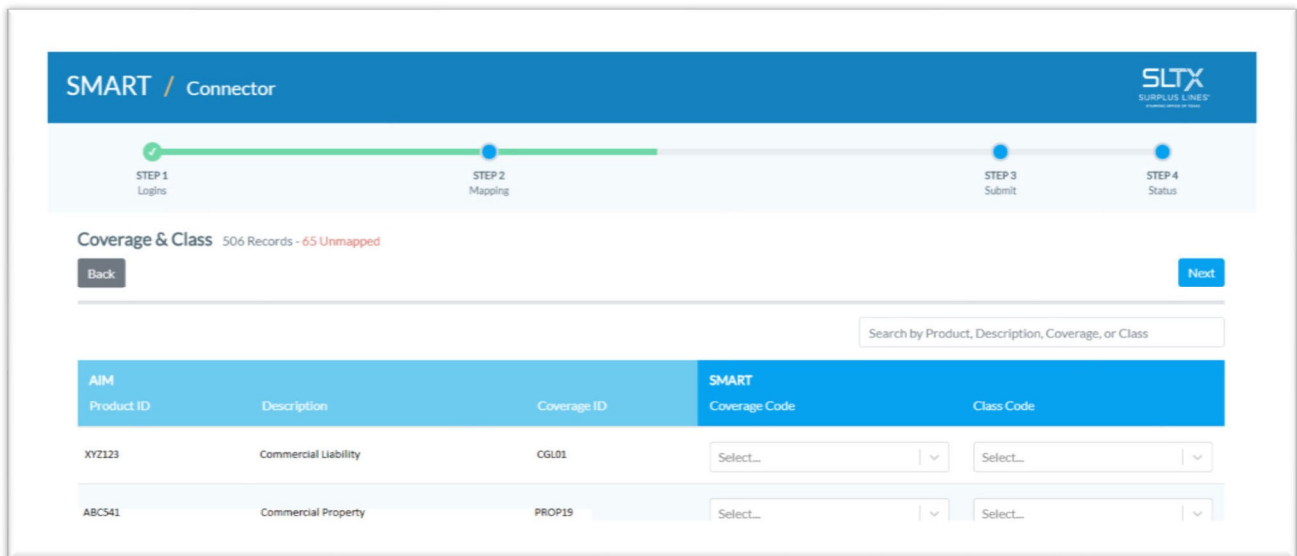 SMART / Connector
SLTX
SURPLUS LINES
STEP 1
Logins
STEP 2
Mapping
STEP 3
Submit
STEP 4
Status
Coverage & Class 506 Records - 65 Unmapped
Back
Next
Search by Product, Description, Coverage, or Class
AIM
SMART
Product ID Description Coverage ID Coverage Code Class Code
XYZ123 Commercial Liability CGL01 Select... Select...
ABC541 Commercial Property PROP19 Select... Select...